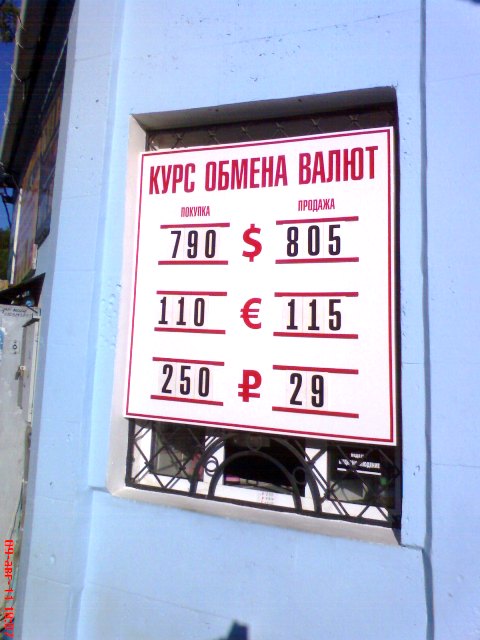 КУРС ОБМЕНА ВАЛЮТ
ПОКУПКА ПРОДАЖА
790 $ 805
110 € 115
250 ₽ 29